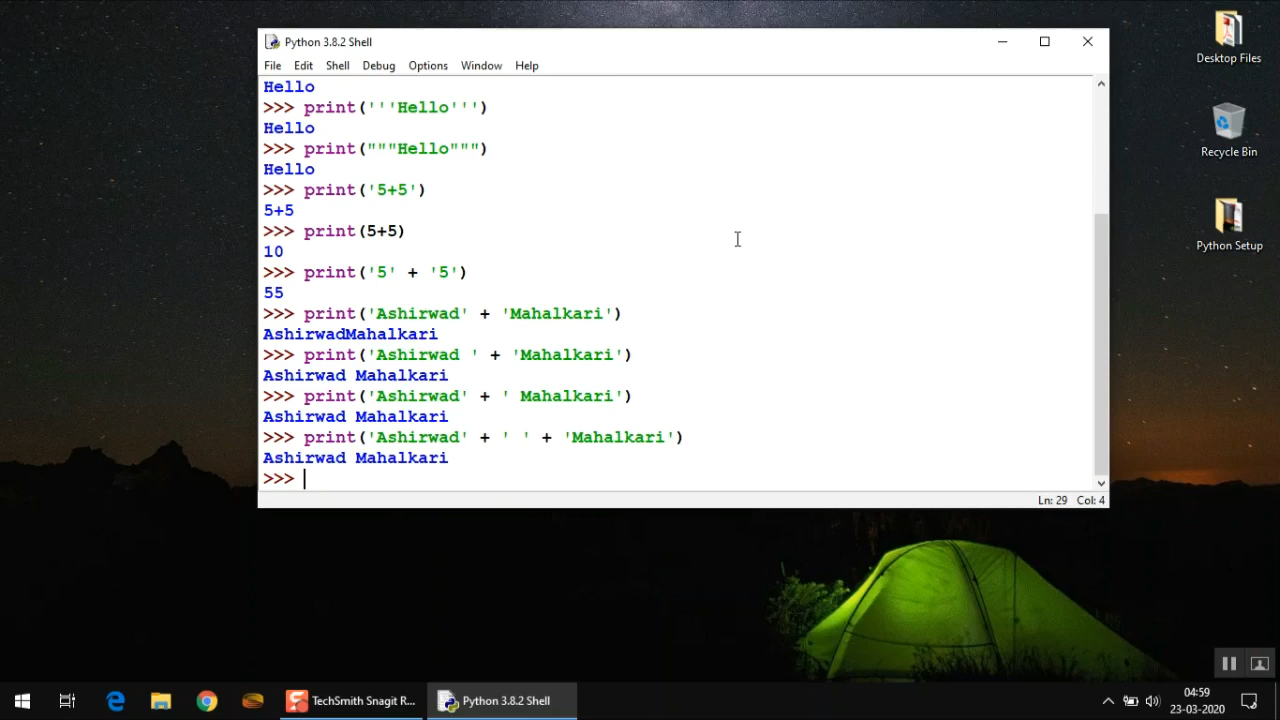 Python 3.8.2 Shell
File Edit Shell Debug Options Window Help
Hello
>>> print('''Hello''')
Hello
>>> print("""Hello""")
Hello
>>> print('5+5')
5+5
>>> print(5+5)
10
>>> print('5' + '5')
55
>>> print('Ashirwad' + 'Mahalkari')
AshirwadMahalkari
>>> print('Ashirwad ' + 'Mahalkari')
Ashirwad Mahalkari
>>> print('Ashirwad' + ' Mahalkari')
Ashirwad Mahalkari
>>> print('Ashirwad' + ' ' + 'Mahalkari')
Ashirwad Mahalkari
>>>
Ln: 29 Col: 4
Desktop Files
Recycle Bin
Python Setup
TechSmith Snagit R...
Python 3.8.2 Shell
04:59
23-03-2020